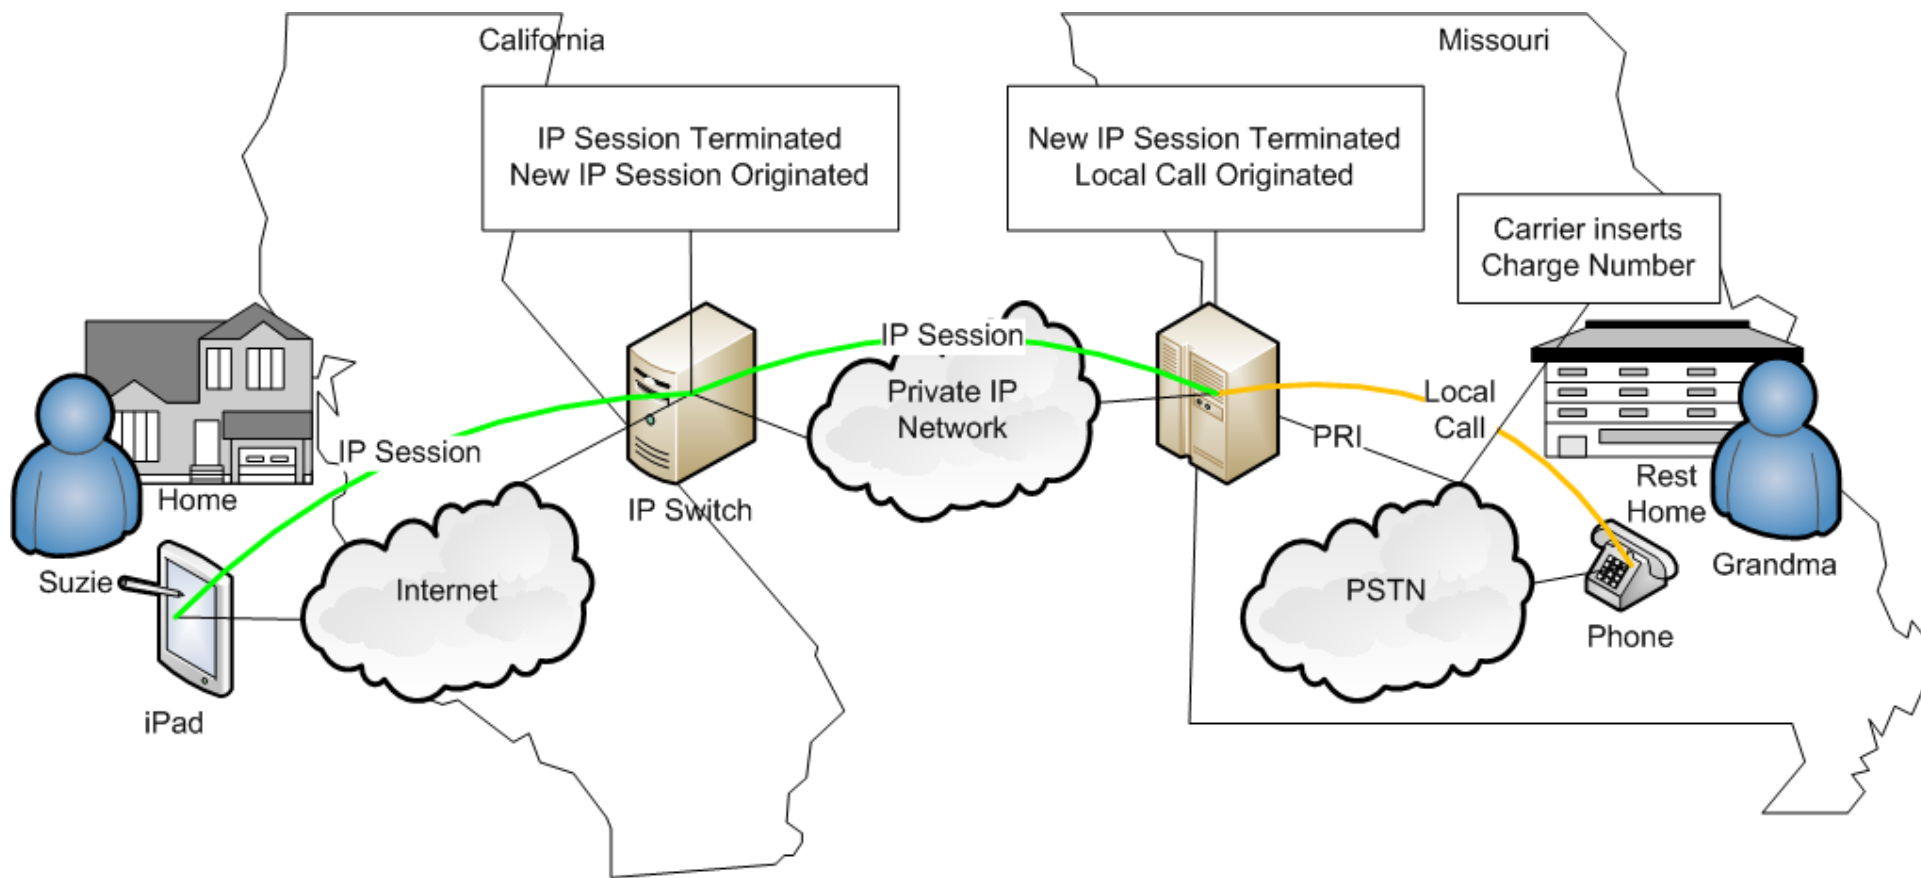 California
Missouri
IP Session Terminated
New IP Session Originated
New IP Session Terminated
Local Call Originated
Carrier inserts
Charge Number
IP Session
Private IP
Network
Local
Call
PRI
IP Session
Home
IP Switch
Rest
Home
Suzie
Internet
PSTN
Grandma
Phone
iPad